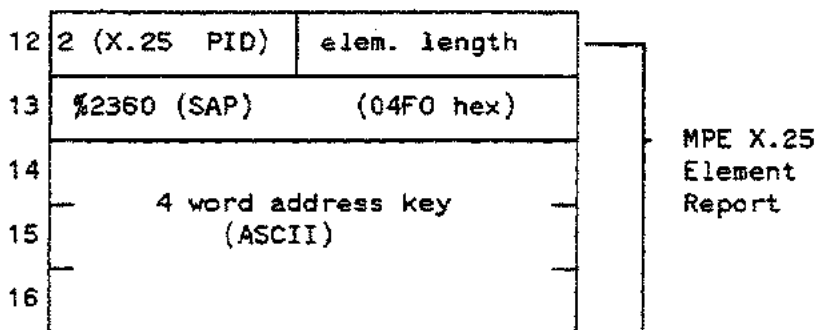 12 2 (X.25 PID) elem. length
13 %2360 (SAP) (04F0 hex)
MPE X.25
14 Element
4 word address key Report
15 (ASCII)
16